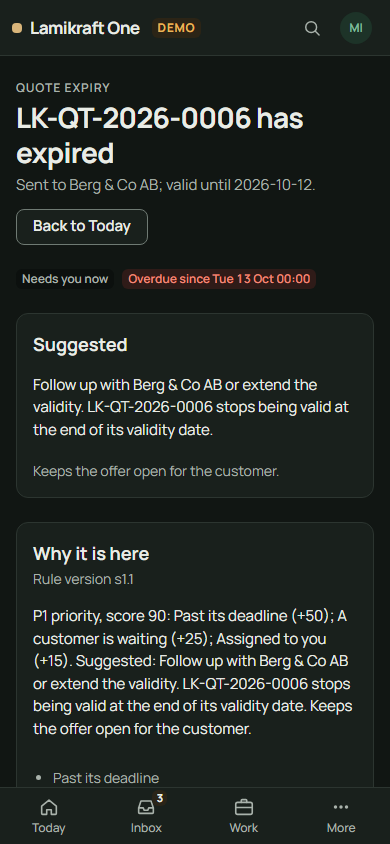 Lamikraft One DEMO MI
QUOTE EXPIRY
LK-QT-2026-0006 has
expired
Sent to Berg & Co AB; valid until 2026-10-12.
Back to Today
Needs you now Overdue since Tue 13 Oct 00:00
Suggested
Follow up with Berg & Co AB or extend the
validity. LK-QT-2026-0006 stops being valid at
the end of its validity date.
Keeps the offer open for the customer.
Why it is here
Rule version s1.1
P1 priority, score 90: Past its deadline (+50); A
customer is waiting (+25); Assigned to you
(+15). Suggested: Follow up with Berg & Co AB
or extend the validity. LK-QT-2026-0006 stops
being valid at the end of its validity date. Keeps
the offer open for the customer.
• Past its deadline
3
Today Inbox Work More